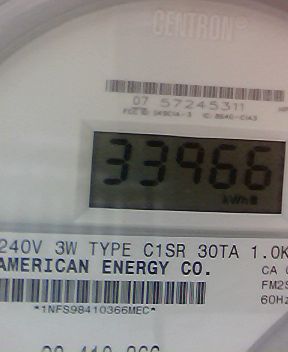 CENTRON®
07 57245311
33966
kWh
240V 3W TYPE C1SR 30TA 1.0K
AMERICAN ENERGY CO.
CA
FM2S
60Hz
*1NFS98410366MEC*